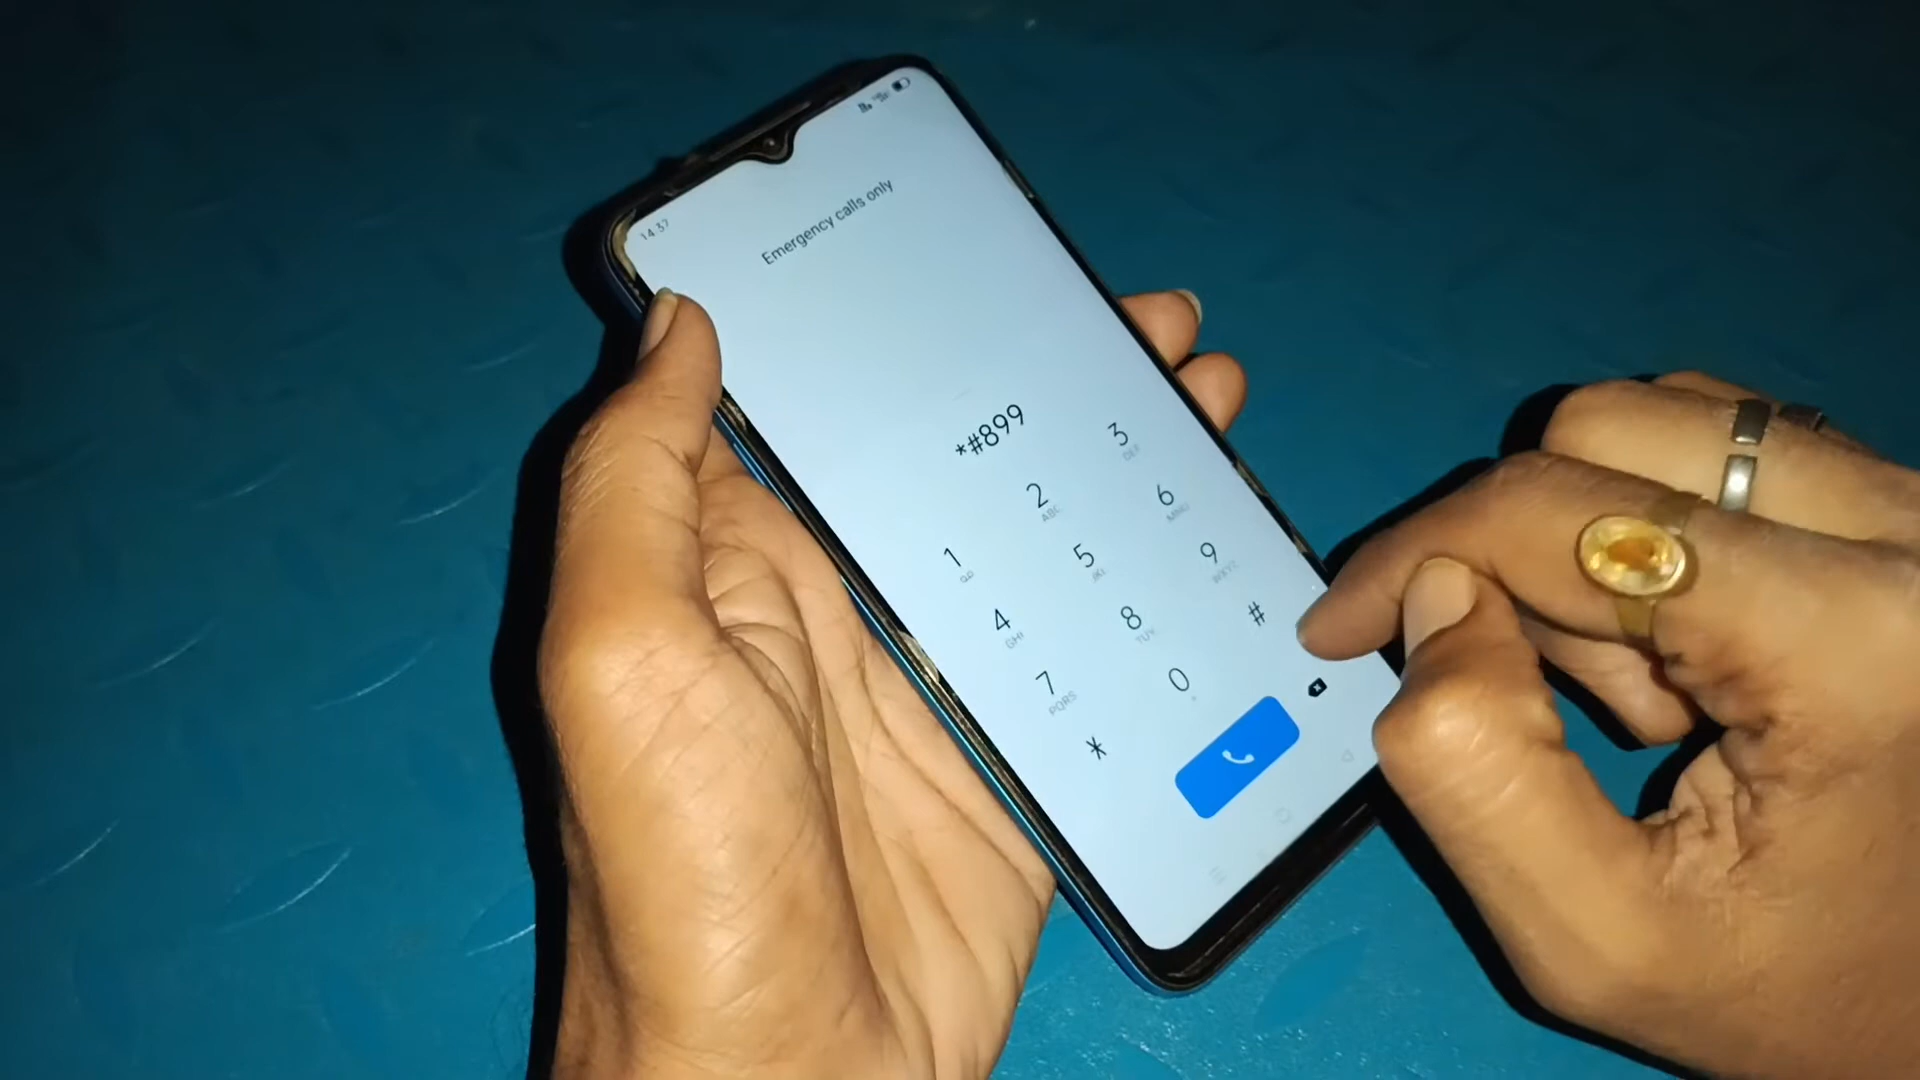 14:37
Emergency calls only
*#899
1
2 ABC
3 DEF
4 GHI
5 JKL
6 MNO
7 PQRS
8 TUV
9 WXYZ
*
0 +
#